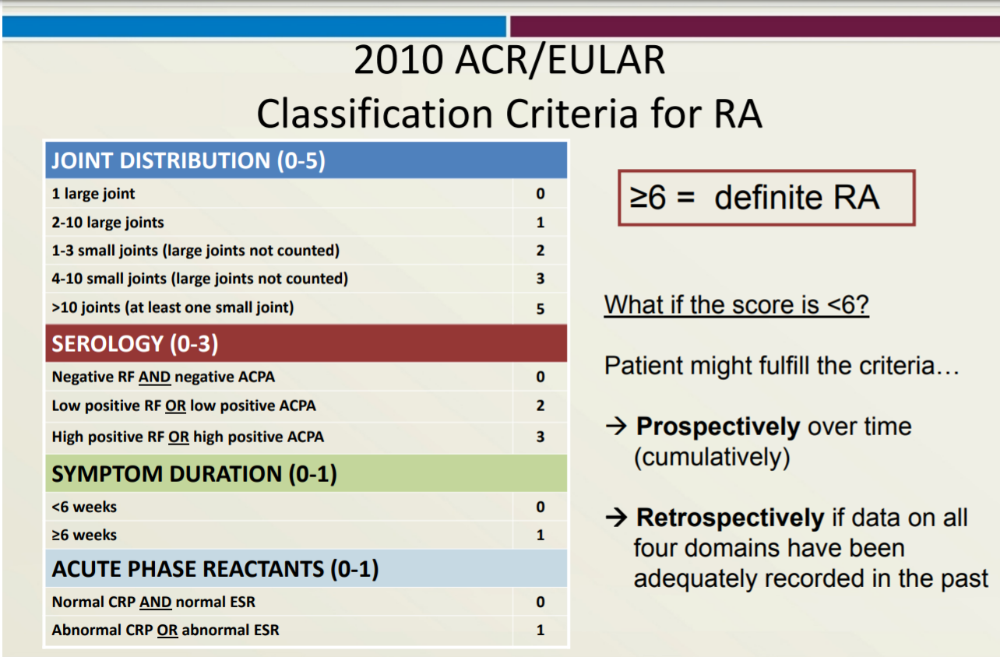 2010 ACR/EULAR
Classification Criteria for RA
JOINT DISTRIBUTION (0-5)
1 large joint 0
2-10 large joints 1
1-3 small joints (large joints not counted) 2
4-10 small joints (large joints not counted) 3
>10 joints (at least one small joint) 5
SEROLOGY (0-3)
Negative RF AND negative ACPA 0
Low positive RF OR low positive ACPA 2
High positive RF OR high positive ACPA 3
SYMPTOM DURATION (0-1)
<6 weeks 0
≥6 weeks 1
ACUTE PHASE REACTANTS (0-1)
Normal CRP AND normal ESR 0
Abnormal CRP OR abnormal ESR 1
≥6 = definite RA
What if the score is <6?
Patient might fulfill the criteria…
→ Prospectively over time
(cumulatively)
→ Retrospectively if data on all
four domains have been
adequately recorded in the past